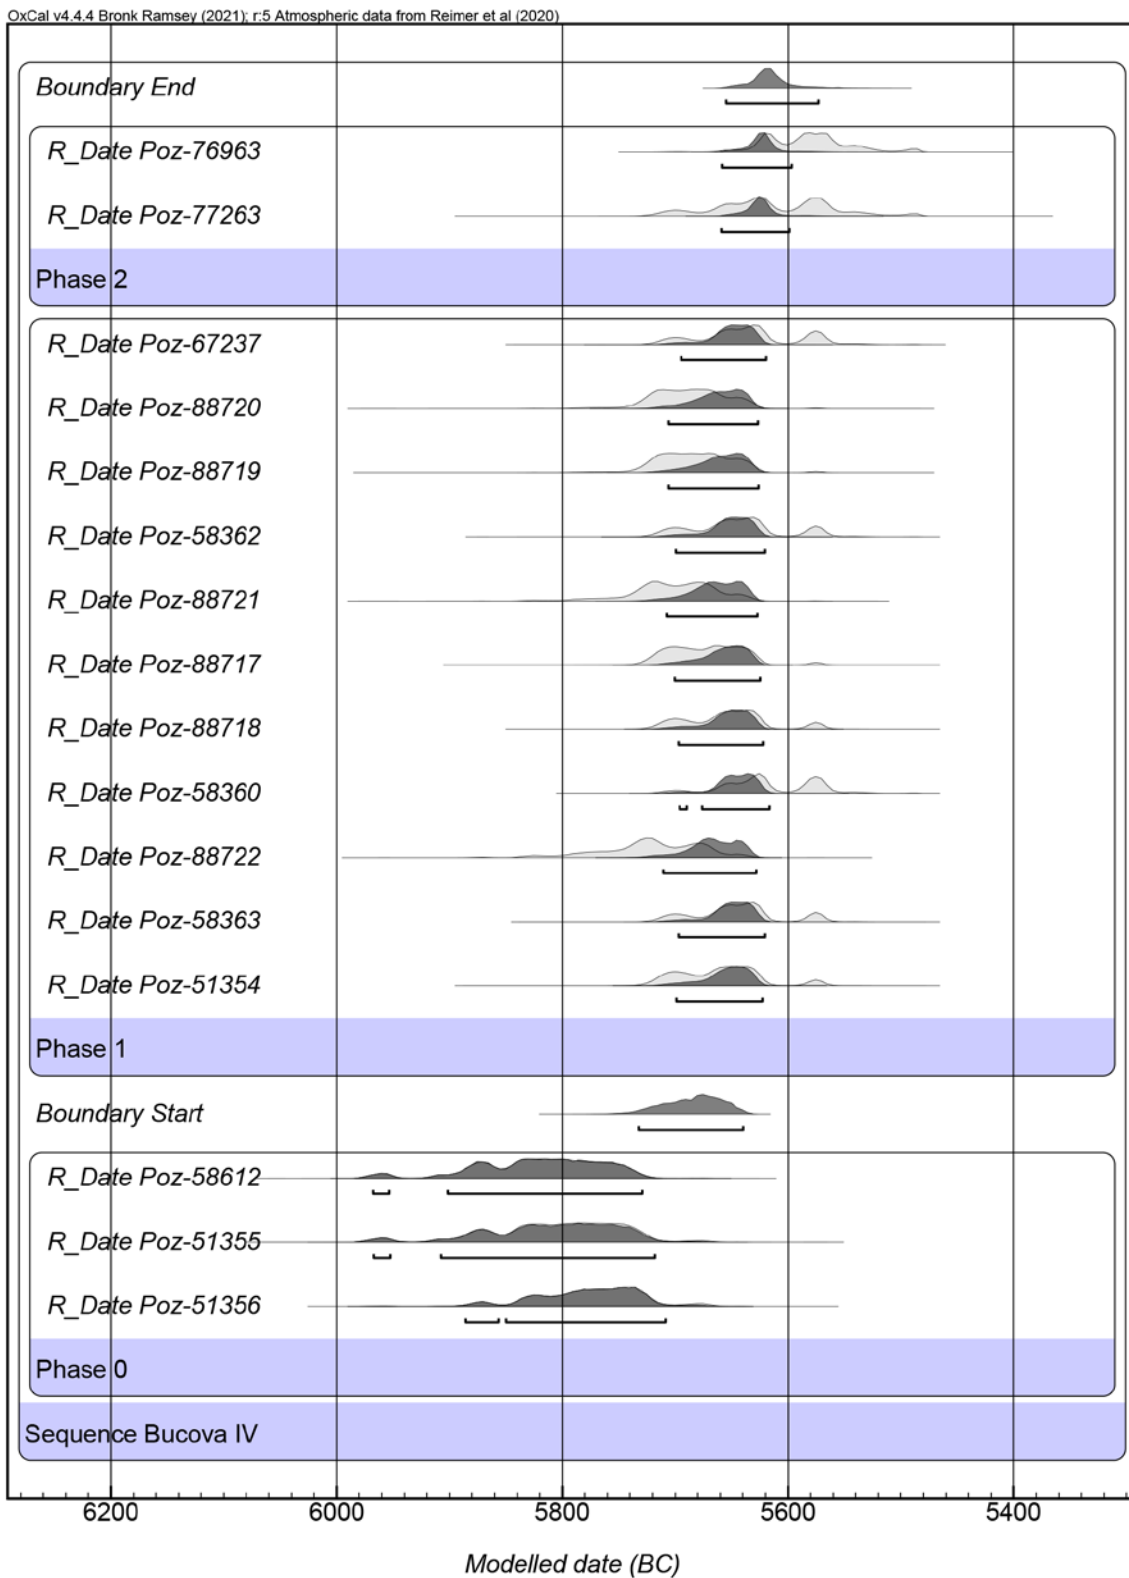 OxCal v4.4.4 Bronk Ramsey (2021); r:5 Atmospheric data from Reimer et al (2020)
Boundary End
R_Date Poz-76963
R_Date Poz-77263
Phase 2
R_Date Poz-67237
R_Date Poz-88720
R_Date Poz-88719
R_Date Poz-58362
R_Date Poz-88721
R_Date Poz-88717
R_Date Poz-88718
R_Date Poz-58360
R_Date Poz-88722
R_Date Poz-58363
R_Date Poz-51354
Phase 1
Boundary Start
R_Date Poz-58612
R_Date Poz-51355
R_Date Poz-51356
Phase 0
Sequence Bucova IV
6200 6000 5800 5600 5400
Modelled date (BC)